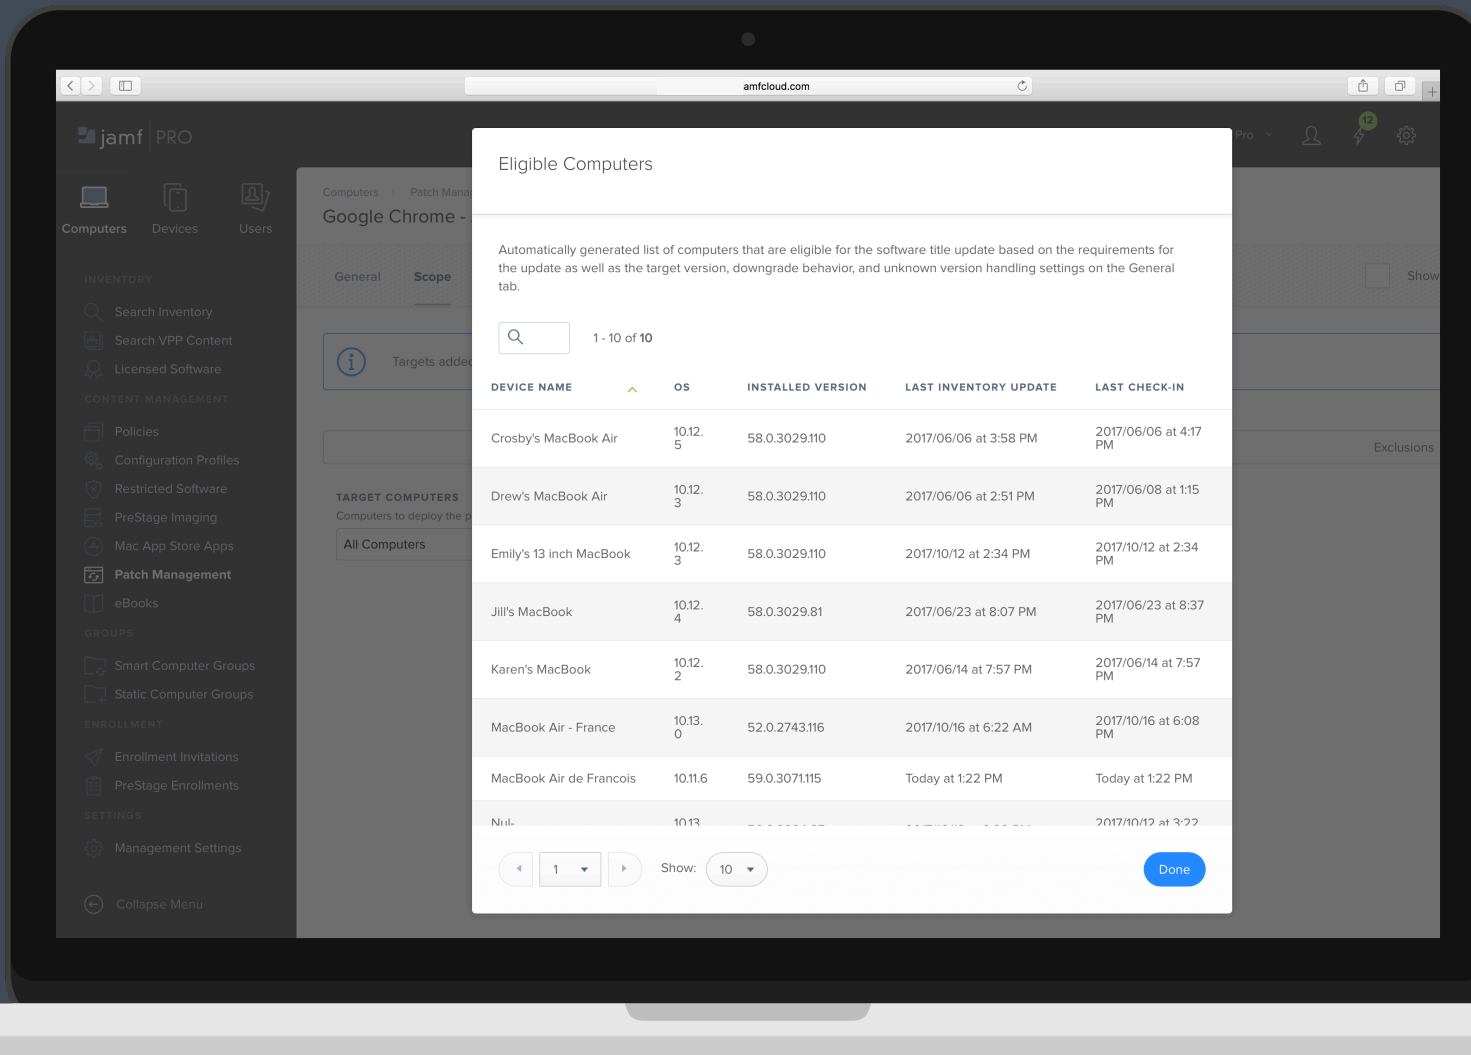 amfcloud.com
jamf PRO
Pro
12
Computers
Devices
Users
INVENTORY
Search Inventory
Search VPP Content
Licensed Software
CONTENT MANAGEMENT
Policies
Configuration Profiles
Restricted Software
PreStage Imaging
Mac App Store Apps
Patch Management
eBooks
GROUPS
Smart Computer Groups
Static Computer Groups
ENROLLMENT
Enrollment Invitations
PreStage Enrollments
SETTINGS
Management Settings
Collapse Menu
Computers Patch Mana
Google Chrome -
General Scope
Show
Targets added
Exclusions
TARGET COMPUTERS
Computers to deploy the p
All Computers
Eligible Computers
Automatically generated list of computers that are eligible for the software title update based on the requirements for
the update as well as the target version, downgrade behavior, and unknown version handling settings on the General
tab.
1 - 10 of 10
DEVICE NAME OS INSTALLED VERSION LAST INVENTORY UPDATE LAST CHECK-IN
Crosby's MacBook Air 10.12.5 58.0.3029.110 2017/06/06 at 3:58 PM 2017/06/06 at 4:17 PM
Drew's MacBook Air 10.12.3 58.0.3029.110 2017/06/06 at 2:51 PM 2017/06/08 at 1:15 PM
Emily's 13 inch MacBook 10.12.3 58.0.3029.110 2017/10/12 at 2:34 PM 2017/10/12 at 2:34 PM
Jill's MacBook 10.12.4 58.0.3029.81 2017/06/23 at 8:07 PM 2017/06/23 at 8:37 PM
Karen's MacBook 10.12.2 58.0.3029.110 2017/06/14 at 7:57 PM 2017/06/14 at 7:57 PM
MacBook Air - France 10.13.0 52.0.2743.116 2017/10/16 at 6:22 AM 2017/10/16 at 6:08 PM
MacBook Air de Francois 10.11.6 59.0.3071.115 Today at 1:22 PM Today at 1:22 PM
Nul- 10.13 2017/10/12 at 3:22
1 Show: 10 Done